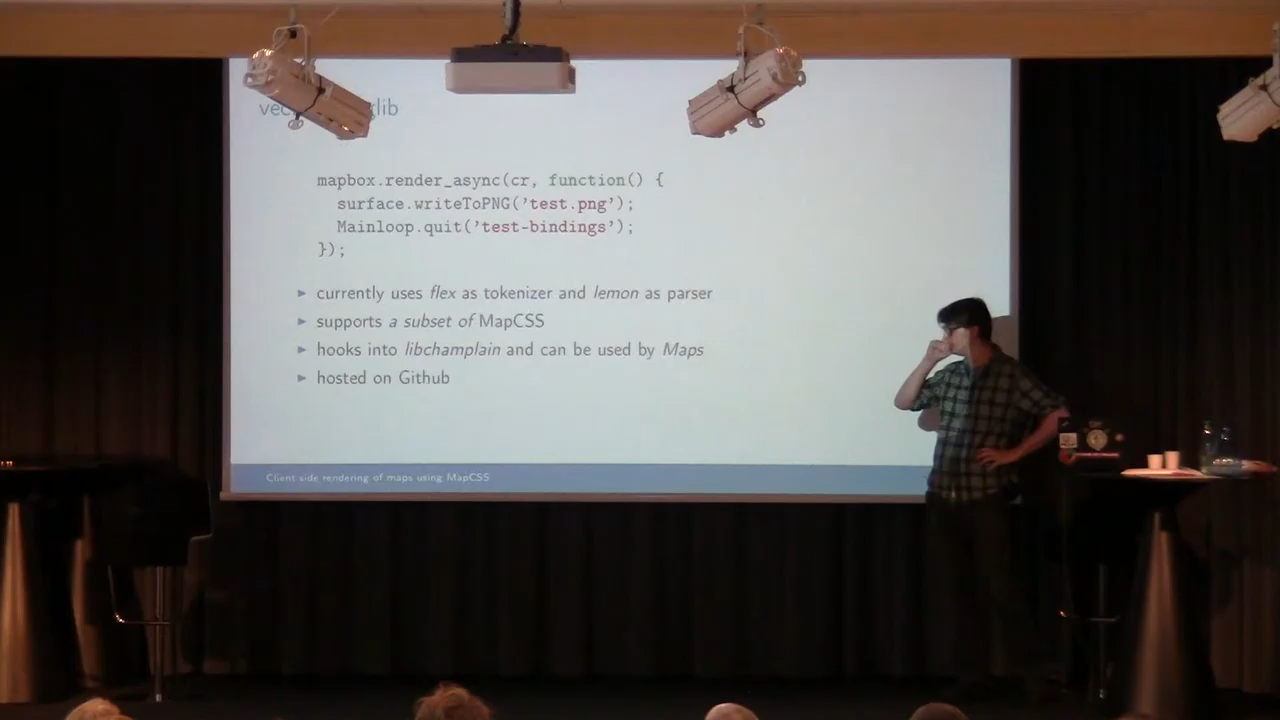 mapbox.render_async(cr, function() {
surface.writeToPNG('test.png');
Mainloop.quit('test-bindings');
});
▶ currently uses flex as tokenizer and lemon as parser
▶ supports a subset of MapCSS
▶ hooks into libchamplain and can be used by Maps
▶ hosted on Github
Client side rendering of maps using MapCSS